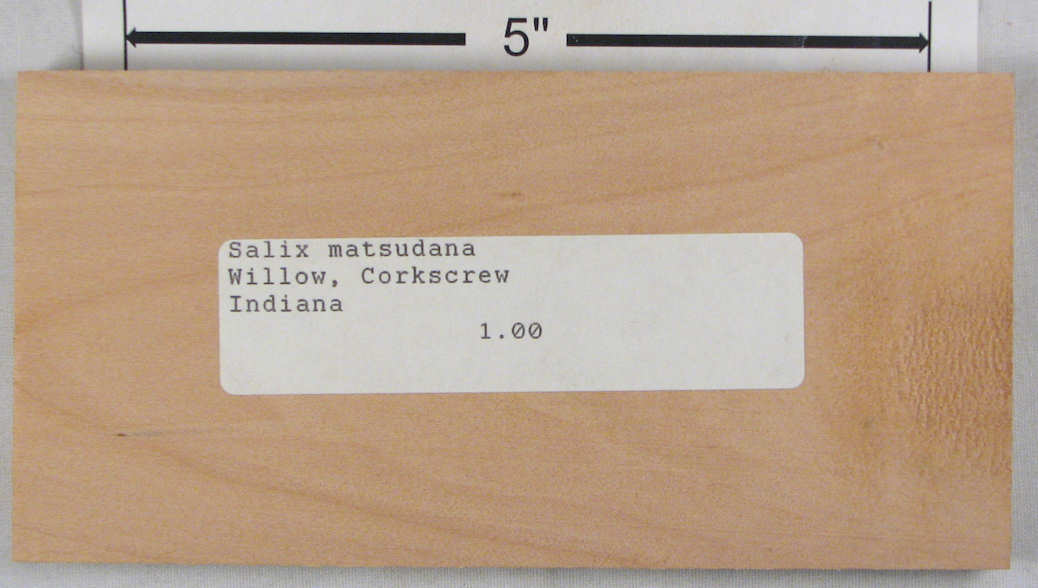 5"
Salix matsudana
Willow, Corkscrew
Indiana
1.00